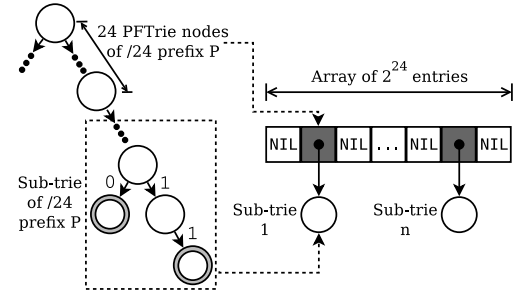 24 PFTrie nodes
of /24 prefix P
Array of 2^24 entries
NIL NIL ... NIL NIL
Sub-trie
of /24
prefix P
0 1
1
Sub-trie
1
Sub-trie
n